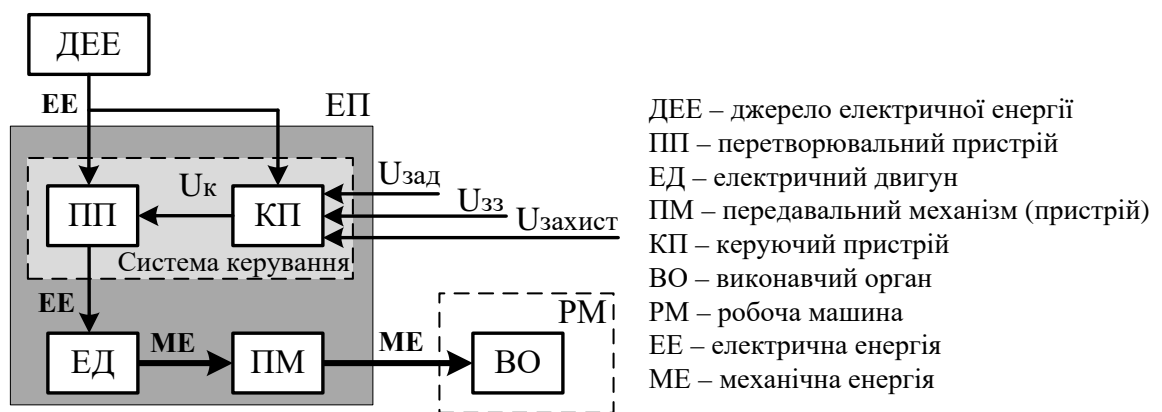 ДЕЕ
ЕЕ
ЕП
Uк
Uзад
Uзз
Uзахист
ПП
КП
Система керування
ЕЕ
РМ
ЕД
МЕ
ПМ
МЕ
ВО
ДЕЕ – джерело електричної енергії
ПП – перетворювальний пристрій
ЕД – електричний двигун
ПМ – передавальний механізм (пристрій)
КП – керуючий пристрій
ВО – виконавчий орган
РМ – робоча машина
ЕЕ – електрична енергія
МЕ – механічна енергія